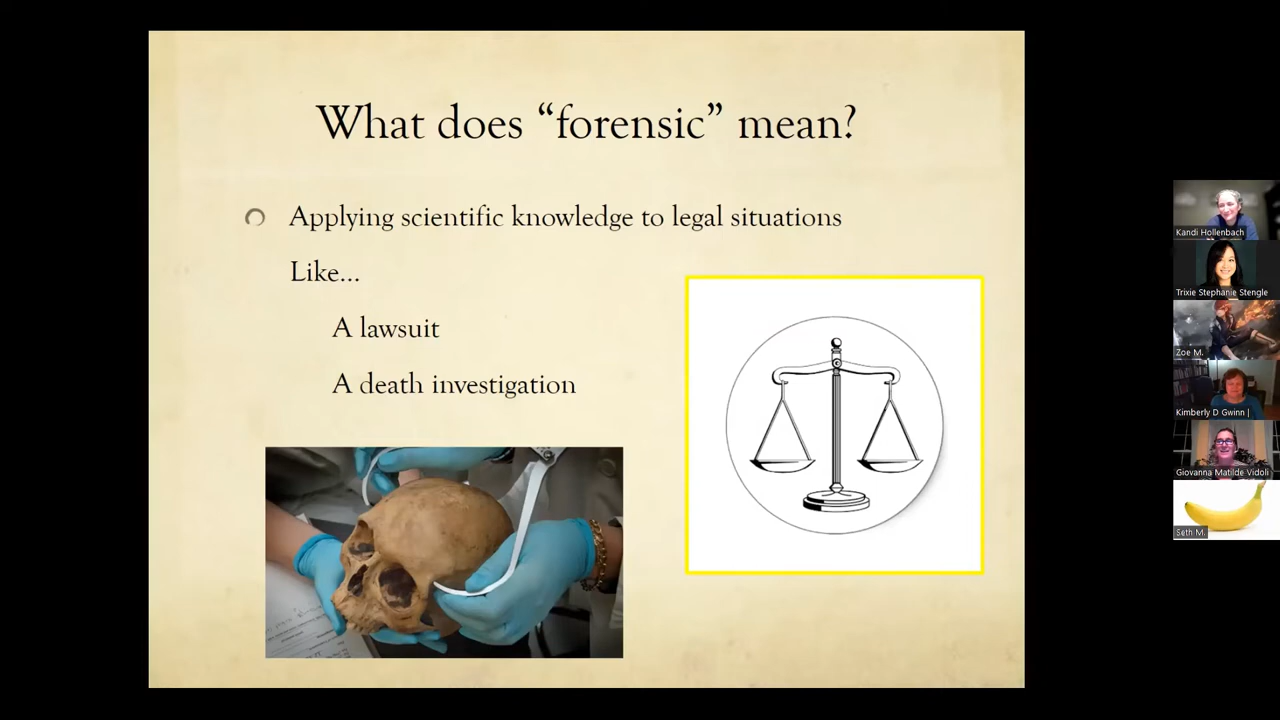 What does “forensic” mean?
Applying scientific knowledge to legal situations
Like...
A lawsuit
A death investigation
Kandi Hollenbach
Trixie Stephanie Stengle
Zoe M.
Kimberly D Gwinn |
Giovanna Matilde Vidoli
Seth M.